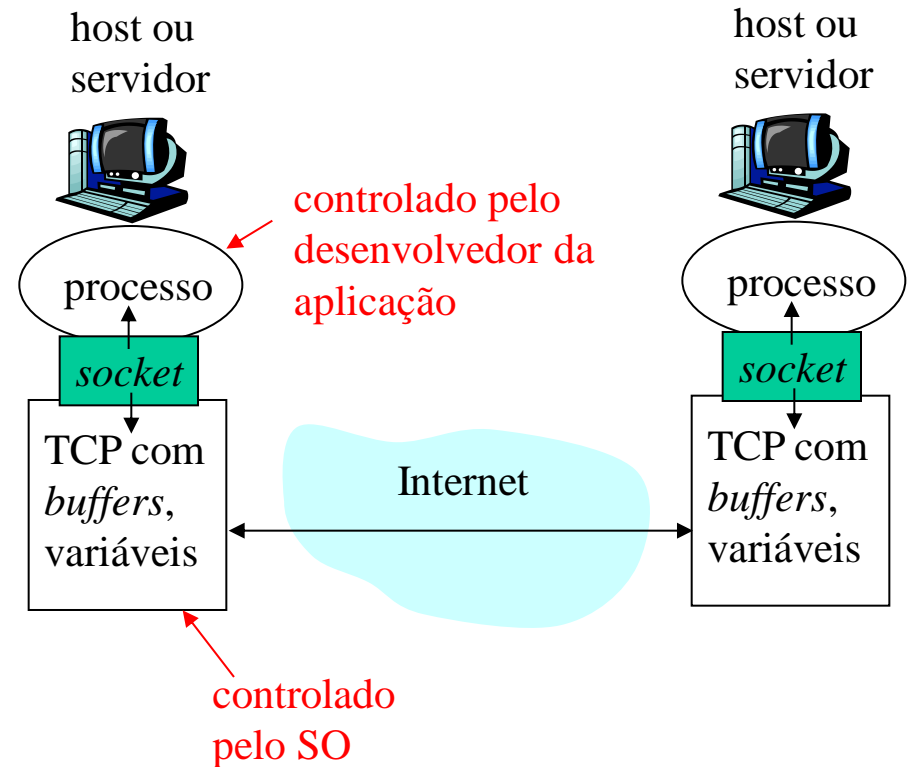 host ou
servidor
host ou
servidor
controlado pelo
desenvolvedor da
aplicação
processo
processo
socket
socket
TCP com
buffers,
variáveis
Internet
TCP com
buffers,
variáveis
controlado
pelo SO